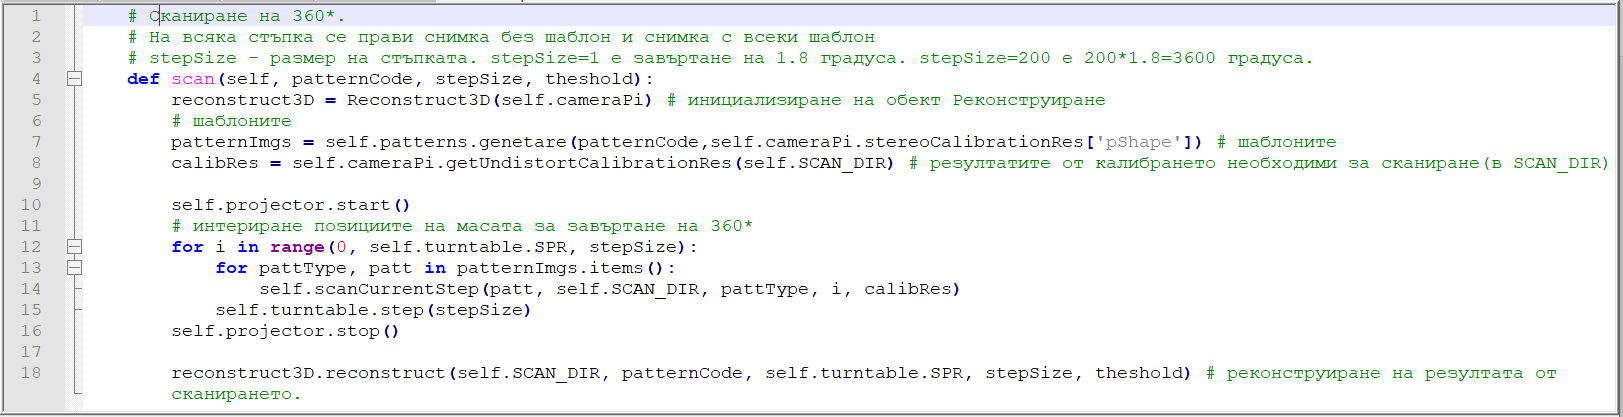 1 # Сканиране на 360*.
2 # На всяка стъпка се прави снимка без шаблон и снимка с всеки шаблон
3 # stepSize - размер на стъпката. stepSize=1 е завъртане на 1.8 градуса. stepSize=200 е 200*1.8=3600 градуса.
4 def scan(self, patternCode, stepSize, theshold):
5 reconstruct3D = Reconstruct3D(self.cameraPi) # инициализиране на обект Реконструиране
6 # шаблоните
7 patternImgs = self.patterns.genetare(patternCode,self.cameraPi.stereoCalibrationRes['pShape']) # шаблоните
8 calibRes = self.cameraPi.getUndistortCalibrationRes(self.SCAN_DIR) # резултатите от калибрането необходими за сканиране(в SCAN_DIR)
9
10 self.projector.start()
11 # интериране позициите на масата за завъртане на 360*
12 for i in range(0, self.turntable.SPR, stepSize):
13 for pattType, patt in patternImgs.items():
14 self.scanCurrentStep(patt, self.SCAN_DIR, pattType, i, calibRes)
15 self.turntable.step(stepSize)
16 self.projector.stop()
17
18 reconstruct3D.reconstruct(self.SCAN_DIR, patternCode, self.turntable.SPR, stepSize, theshold) # реконструиране на резултата от
сканирането.